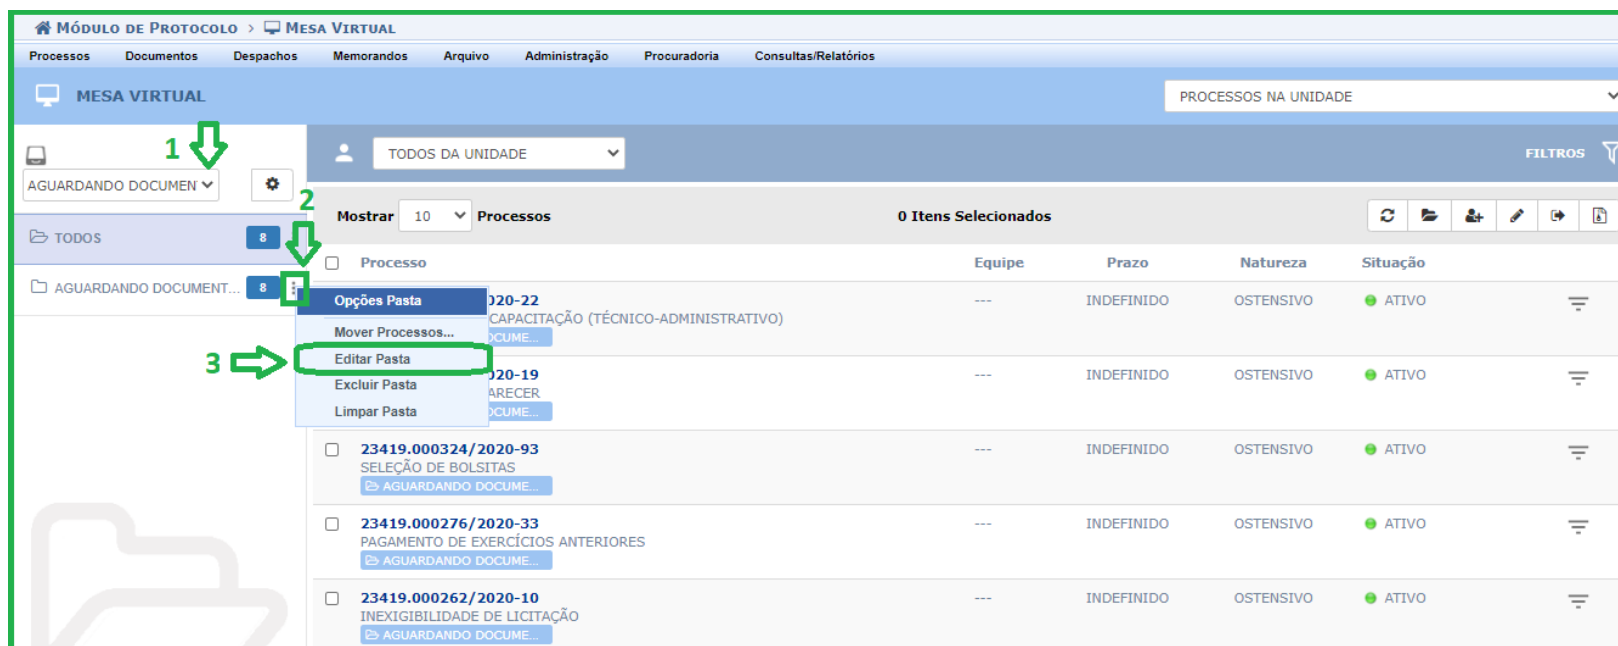 MÓDULO DE PROTOCOLO > MESA VIRTUAL
Processos Documentos Despachos Memorandos Arquivo Administração Procuradoria Consultas/Relatórios
MESA VIRTUAL
PROCESSOS NA UNIDADE
1
TODOS DA UNIDADE
FILTROS
AGUARDANDO DOCUMEN
2
Mostrar 10 Processos
0 Itens Selecionados
TODOS 8
Processo Equipe Prazo Natureza Situação
AGUARDANDO DOCUMENT... 8
Opções Pasta
Mover Processos...
3
Editar Pasta
Excluir Pasta
Limpar Pasta
020-22 --- INDEFINIDO OSTENSIVO ATIVO
CAPACITAÇÃO (TÉCNICO-ADMINISTRATIVO)
OCUME...
020-19 --- INDEFINIDO OSTENSIVO ATIVO
ARECER
OCUME...
23419.000324/2020-93 --- INDEFINIDO OSTENSIVO ATIVO
SELEÇÃO DE BOLSITAS
AGUARDANDO DOCUME...
23419.000276/2020-33 --- INDEFINIDO OSTENSIVO ATIVO
PAGAMENTO DE EXERCÍCIOS ANTERIORES
AGUARDANDO DOCUME...
23419.000262/2020-10 --- INDEFINIDO OSTENSIVO ATIVO
INEXIGIBILIDADE DE LICITAÇÃO
AGUARDANDO DOCUME...